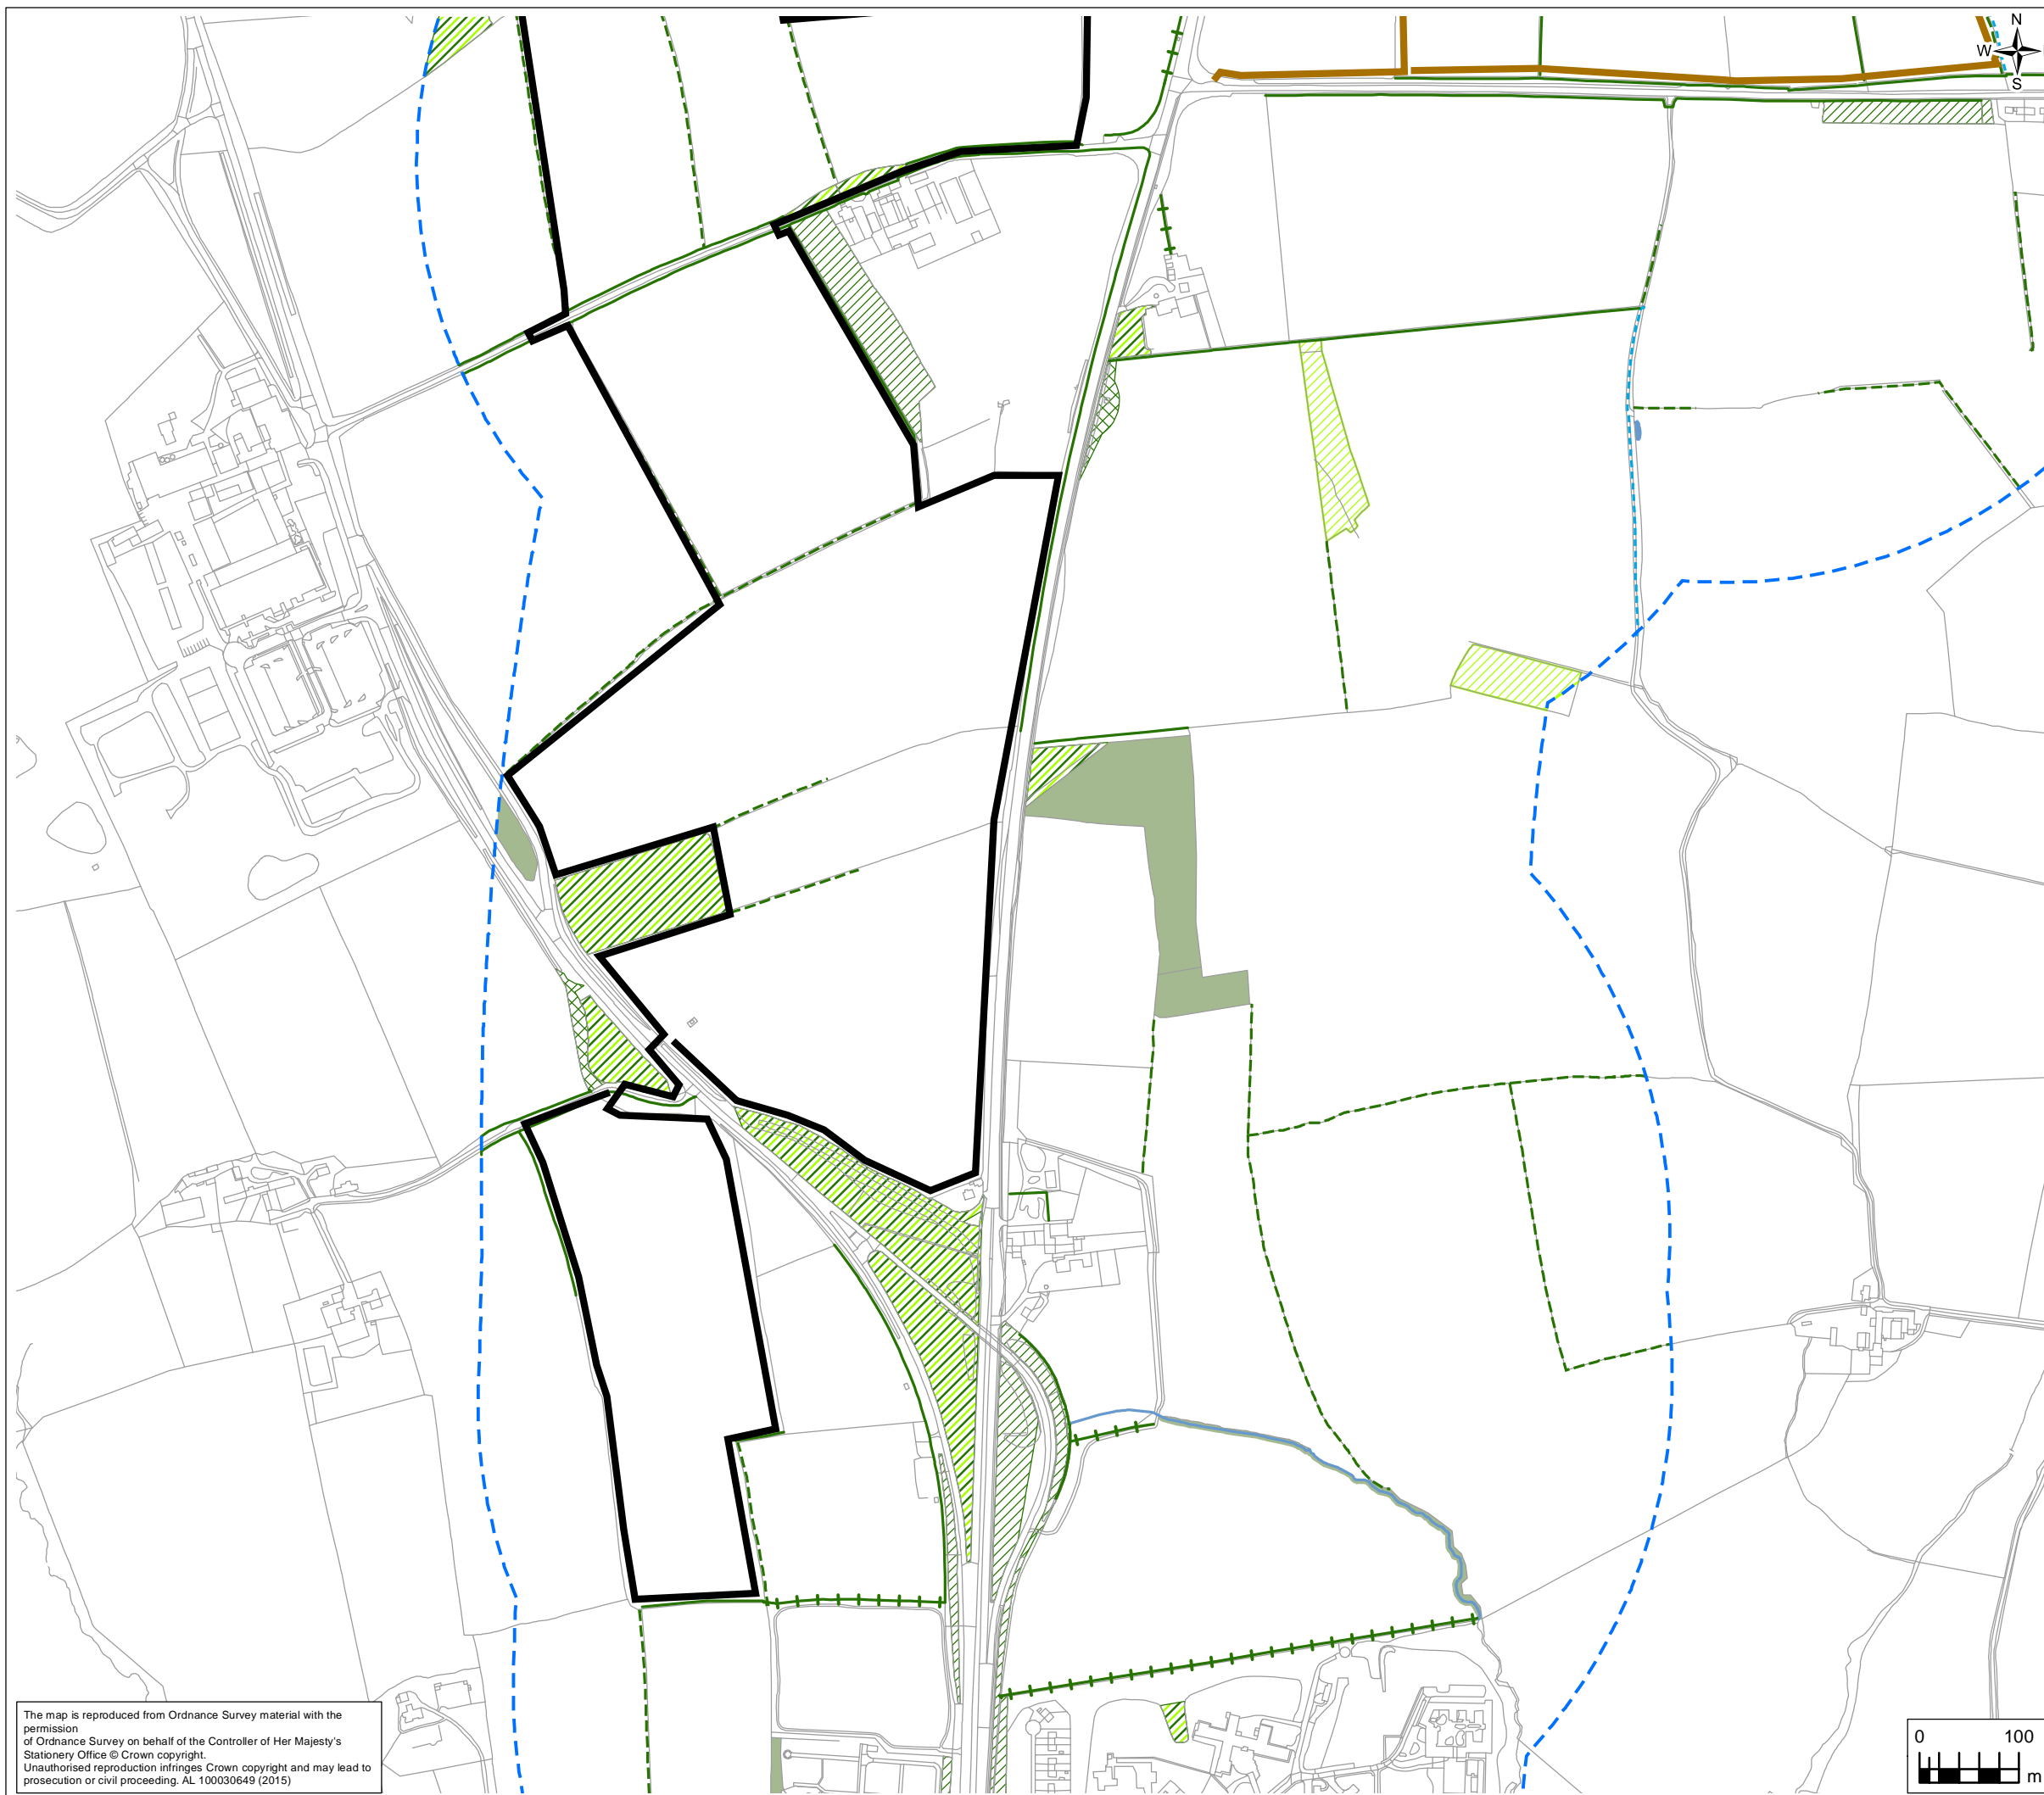 N
W
S
The map is reproduced from Ordnance Survey material with the
permission
of Ordnance Survey on behalf of the Controller of Her Majesty's
Stationery Office © Crown copyright.
Unauthorised reproduction infringes Crown copyright and may lead to
prosecution or civil proceeding. AL 100030649 (2015)
0 100
m